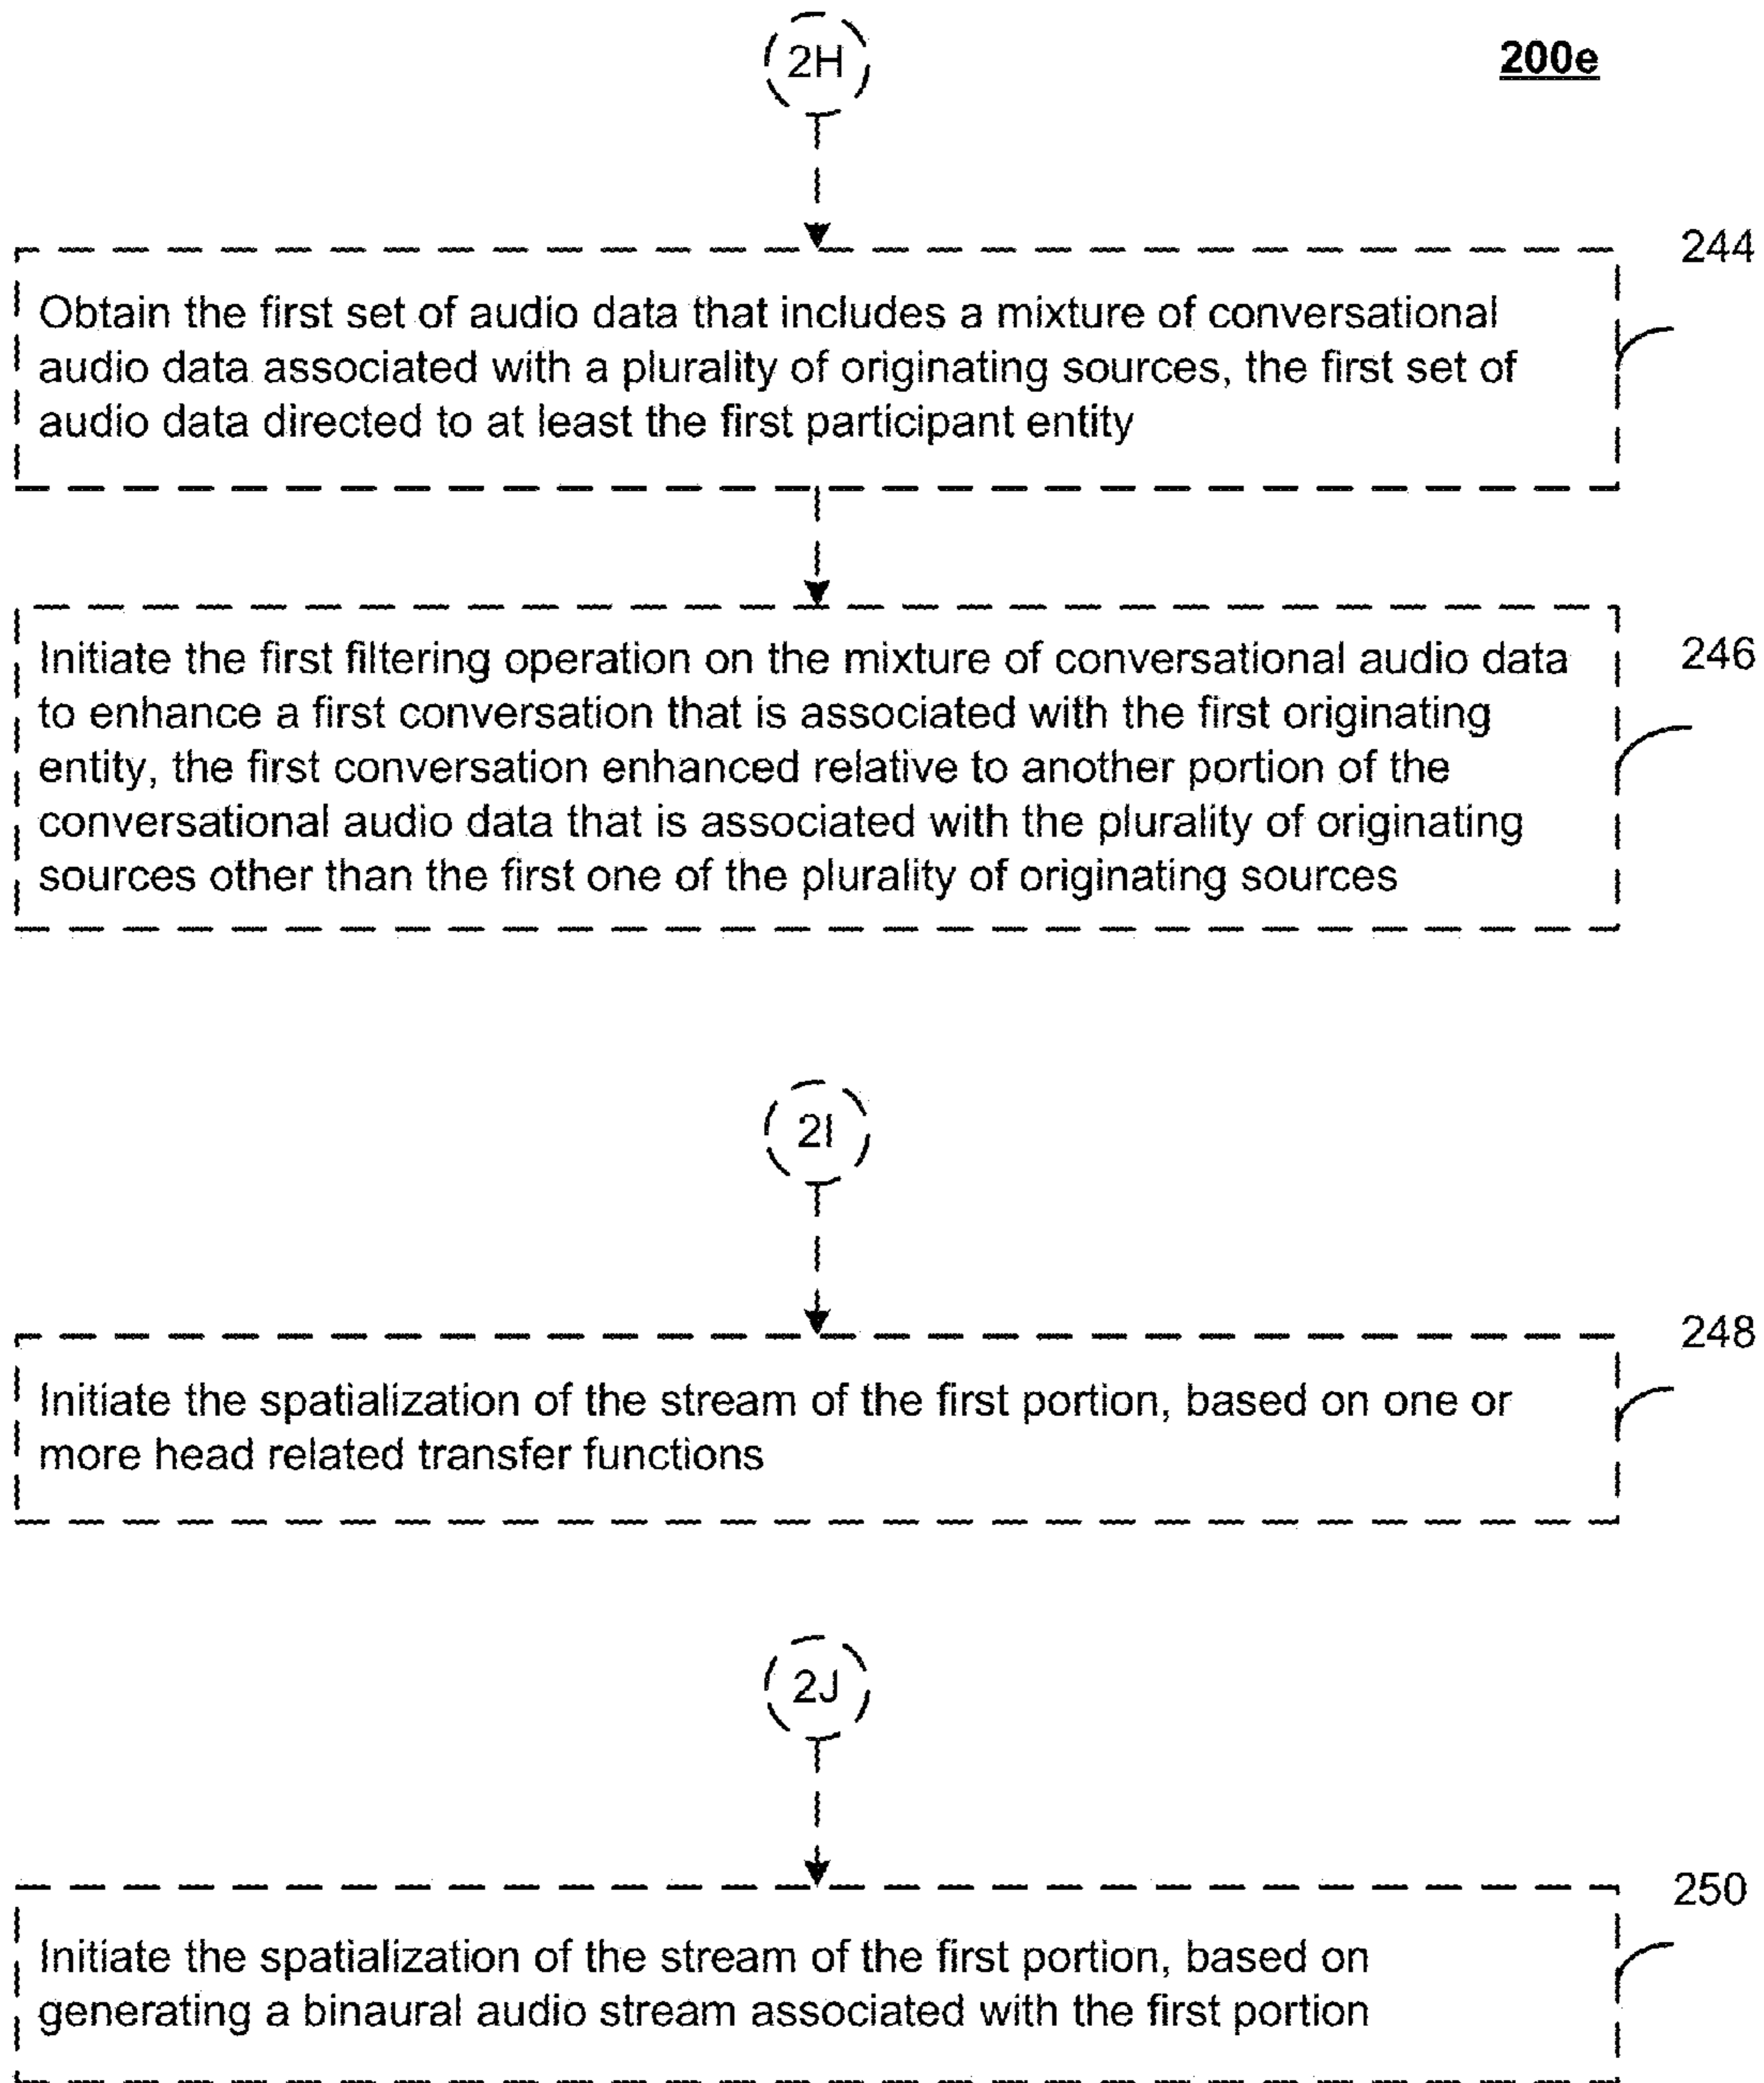 2H
200e
244
Obtain the first set of audio data that includes a mixture of conversational
audio data associated with a plurality of originating sources, the first set of
audio data directed to at least the first participant entity
246
Initiate the first filtering operation on the mixture of conversational audio data
to enhance a first conversation that is associated with the first originating
entity, the first conversation enhanced relative to another portion of the
conversational audio data that is associated with the plurality of originating
sources other than the first one of the plurality of originating sources
2I
248
Initiate the spatialization of the stream of the first portion, based on one or
more head related transfer functions
2J
250
Initiate the spatialization of the stream of the first portion, based on
generating a binaural audio stream associated with the first portion